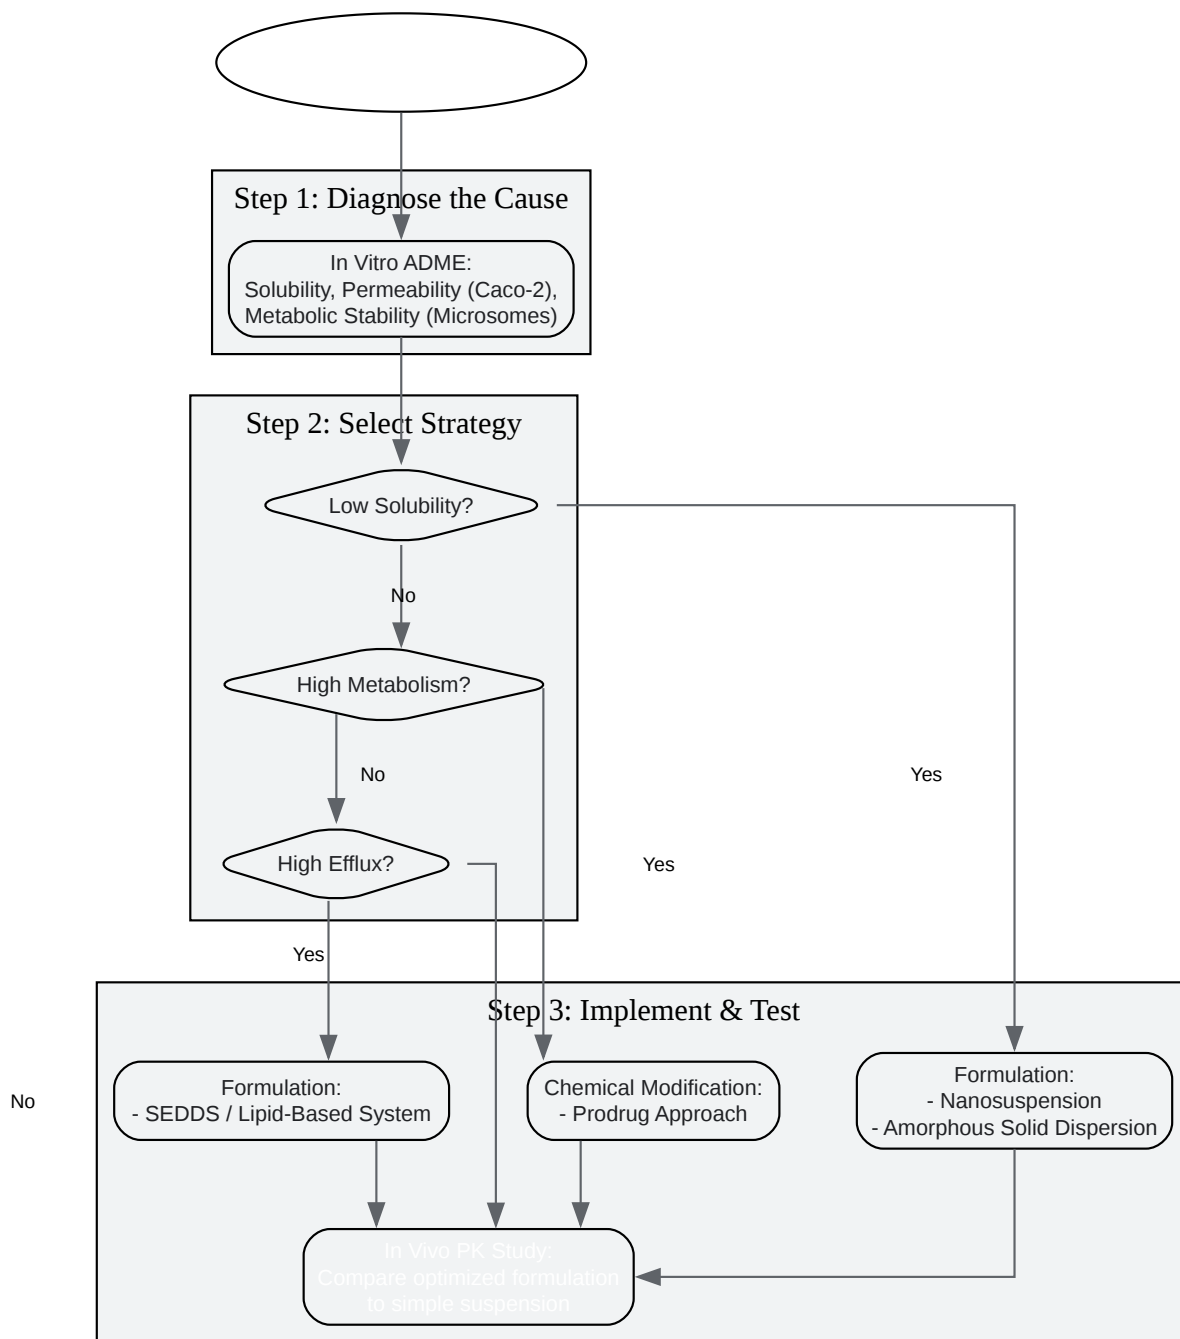 Step 1: Diagnose the Cause
In Vitro ADME:
Solubility, Permeability (Caco-2),
Metabolic Stability (Microsomes)
Step 2: Select Strategy
Low Solubility?
No
High Metabolism?
No
Yes
High Efflux?
Yes
Yes
Step 3: Implement & Test
Formulation:
- SEDDS / Lipid-Based System
Chemical Modification:
- Prodrug Approach
Formulation:
- Nanosuspension
- Amorphous Solid Dispersion
No
In Vivo PK Study:
Compare optimized formulation
to simple suspension